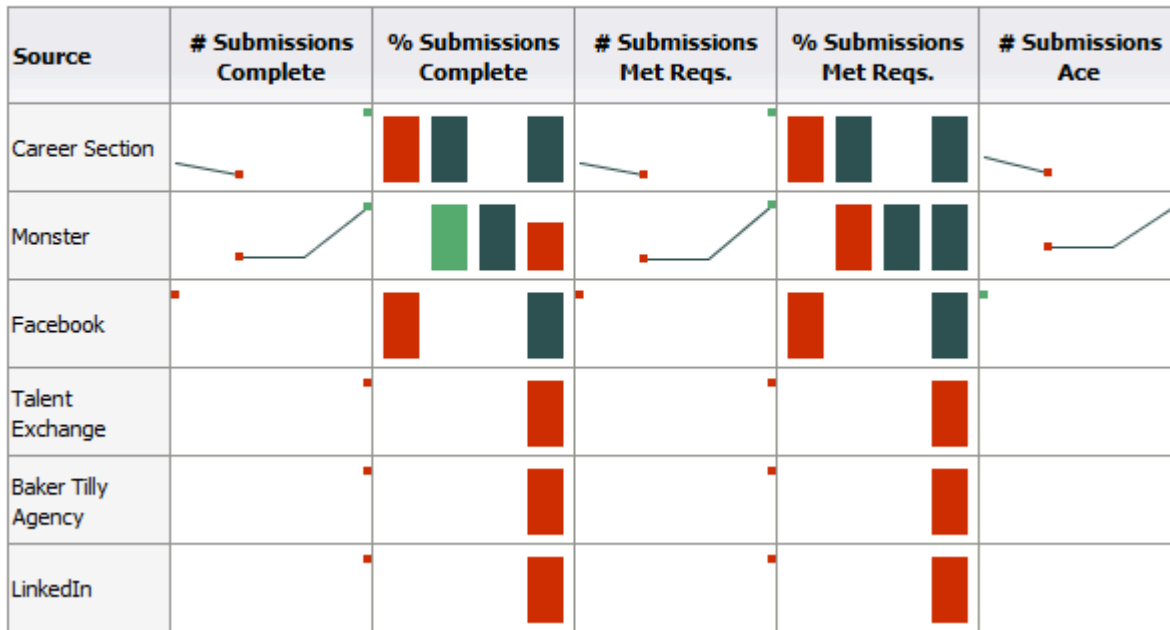 Source
# Submissions
Complete
% Submissions
Complete
# Submissions
Met Reqs.
% Submissions
Met Reqs.
# Submissions
Ace
Career Section
Monster
Facebook
Talent
Exchange
Baker Tilly
Agency
LinkedIn